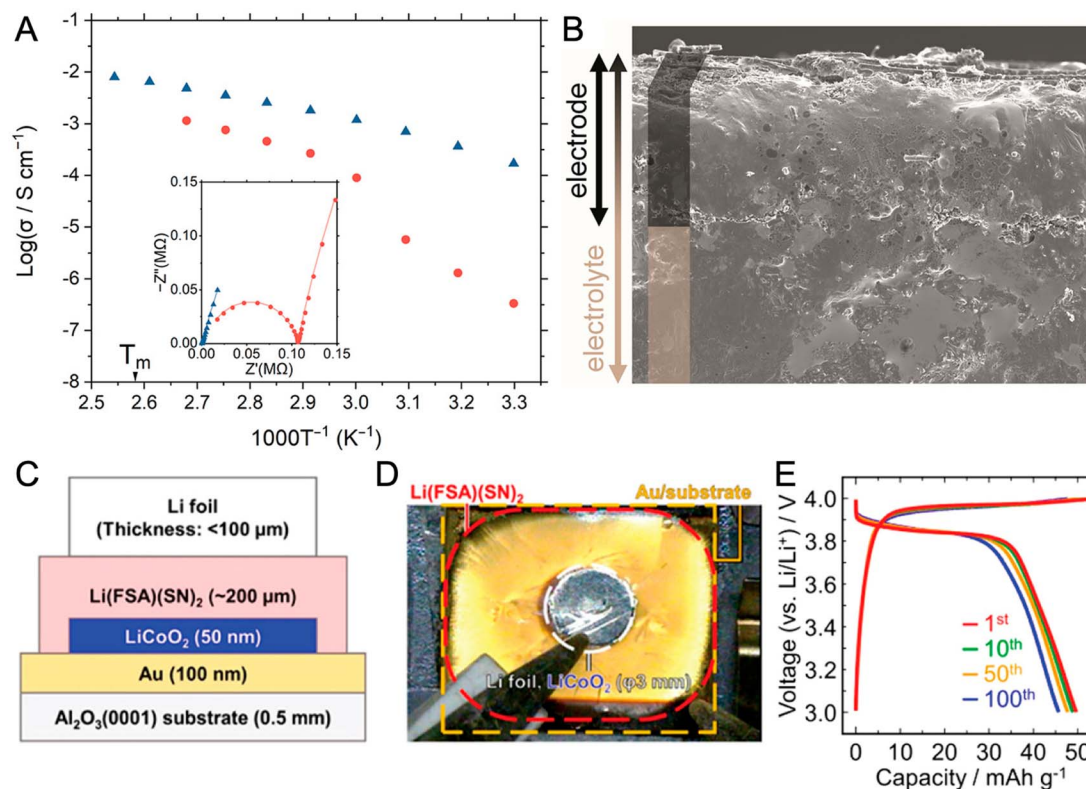 A
Log(σ / S cm⁻¹)
-1
-2
-3
-4
-5
-6
-7
-8
2.5 2.6 2.7 2.8 2.9 3.0 3.1 3.2 3.3
1000T⁻¹ (K⁻¹)
Tₘ
−Z''(MΩ)
0.15
0.10
0.05
0.00
0.00 0.05 0.10 0.15
Z'(MΩ)
B
electrode
electrolyte
C
Li foil
(Thickness: <100 μm)
Li(FSA)(SN)₂ (~200 μm)
LiCoO₂ (50 nm)
Au (100 nm)
Al₂O₃(0001) substrate (0.5 mm)
D
Li(FSA)(SN)₂
Au/substrate
Li foil, LiCoO₂ (φ3 mm)
E
Voltage (vs. Li/Li⁺) / V
4.0
3.8
3.6
3.4
3.2
3.0
1ˢᵗ
10ᵗʰ
50ᵗʰ
100ᵗʰ
0 10 20 30 40 50
Capacity / mAh g⁻¹